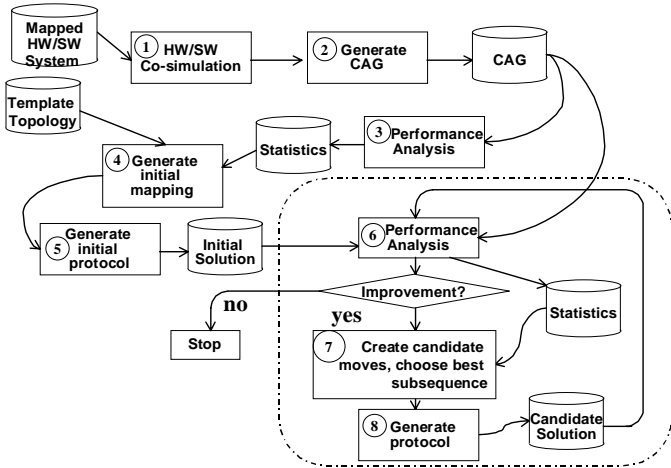 Mapped
HW/SW
System
1
HW/SW
Co-simulation
2
Generate
CAG
CAG
Template
Topology
Statistics
3
Performance
Analysis
4
Generate
initial
mapping
5
Generate
initial
protocol
Initial
Solution
6
Performance
Analysis
Improvement?
no
yes
Stop
Statistics
7
Create candidate
moves, choose best
subsequence
8
Generate
protocol
Candidate
Solution